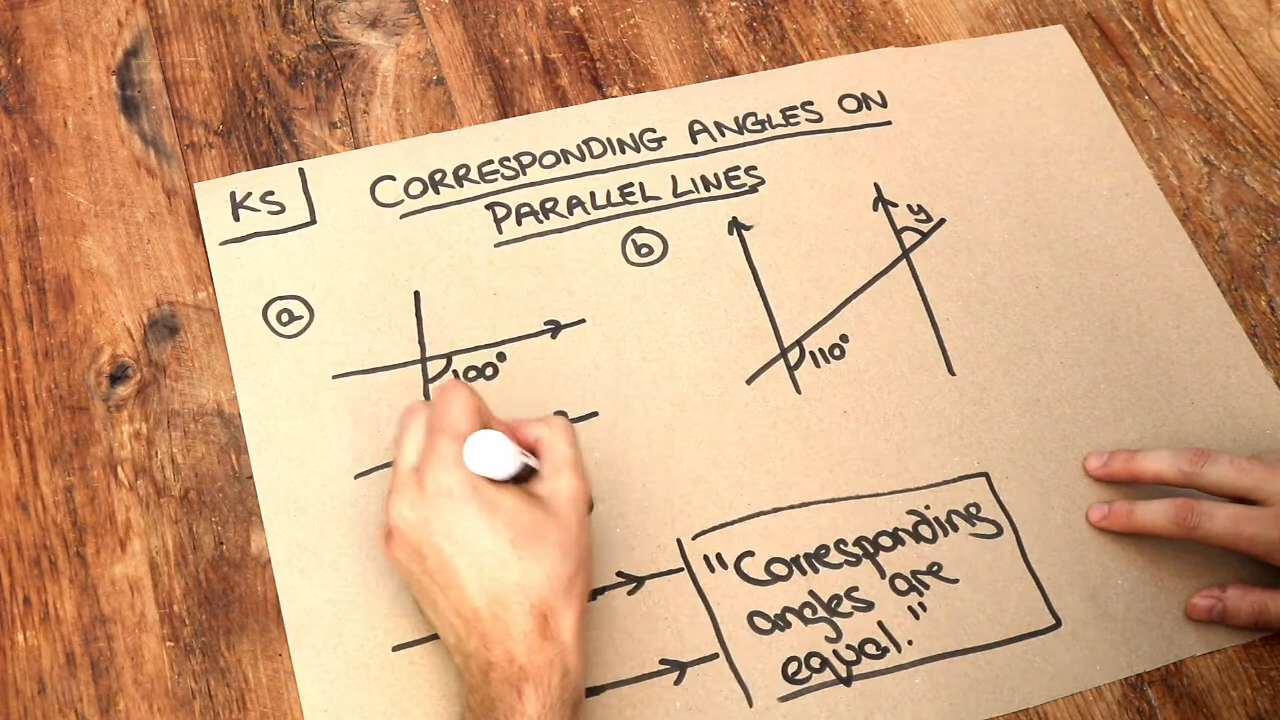 KS
CORRESPONDING ANGLES ON
PARALLEL LINES
a
100°
b
y
110°
"Corresponding
angles are
equal."